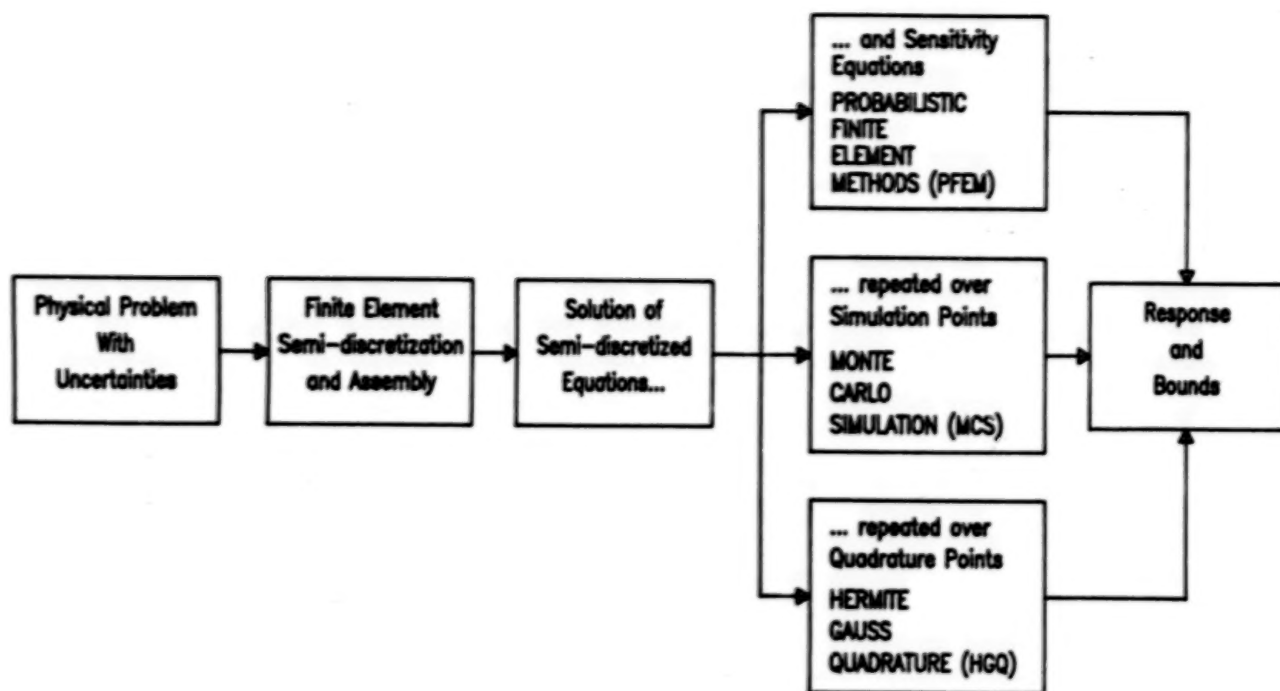 Physical Problem
With
Uncertainties
Finite Element
Semi-discretization
and Assembly
Solution of
Semi-discretized
Equations...
... and Sensitivity
Equations
PROBABILISTIC
FINITE
ELEMENT
METHODS (PFEM)
... repeated over
Simulation Points
MONTE
CARLO
SIMULATION (MCS)
... repeated over
Quadrature Points
HERMITE
GAUSS
QUADRATURE (HGQ)
Response
and
Bounds